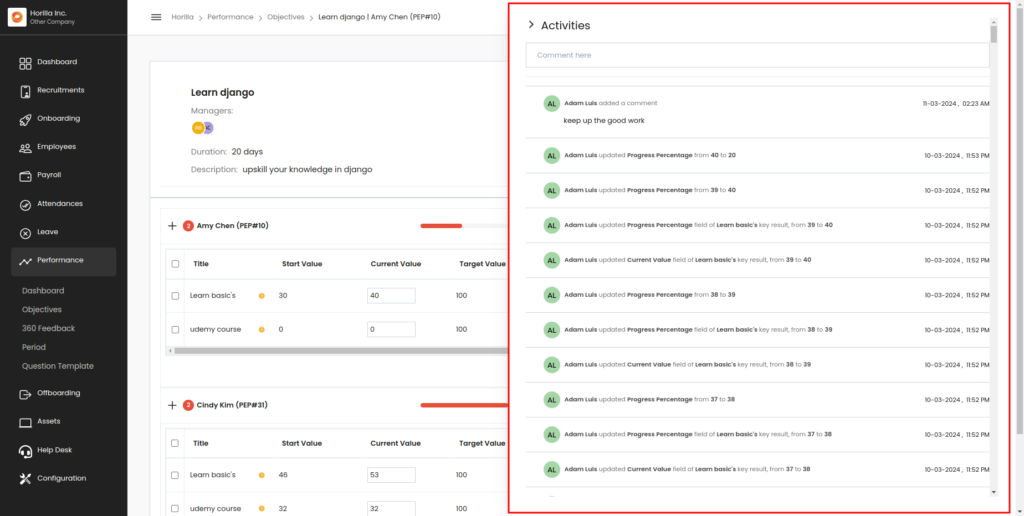 Horilla Inc.
Other Company
Dashboard
Recruitments
Onboarding
Employees
Payroll
Attendances
Leave
Performance
Dashboard
Objectives
360 Feedback
Period
Question Template
Offboarding
Assets
Help Desk
Configuration
Horilla > Performance > Objectives > Learn django | Amy Chen (PEP#10)
Learn django
Managers:
Duration: 20 days
Description: upskill your knowledge in django
2 Amy Chen (PEP#10)
Title Start Value Current Value Target Value
Learn basic's 30 40 100
udemy course 0 0 100
2 Cindy Kim (PEP#31)
Title Start Value Current Value Target Value
Learn basic's 46 53 100
udemy course 32 32 100
Activities
Comment here
AL Adam Luis added a comment 11-03-2024 , 02:23 AM
keep up the good work
AL Adam Luis updated Progress Percentage from 40 to 20 10-03-2024 , 11:53 PM
AL Adam Luis updated Progress Percentage from 39 to 40 10-03-2024 , 11:52 PM
AL Adam Luis updated Progress Percentage field of Learn basic's key result, from 39 to 40 10-03-2024 , 11:52 PM
AL Adam Luis updated Current Value field of Learn basic's key result, from 39 to 40 10-03-2024 , 11:52 PM
AL Adam Luis updated Progress Percentage from 38 to 39 10-03-2024 , 11:52 PM
AL Adam Luis updated Progress Percentage field of Learn basic's key result, from 38 to 39 10-03-2024 , 11:52 PM
AL Adam Luis updated Current Value field of Learn basic's key result, from 38 to 39 10-03-2024 , 11:52 PM
AL Adam Luis updated Progress Percentage from 37 to 38 10-03-2024 , 11:52 PM
AL Adam Luis updated Progress Percentage field of Learn basic's key result, from 37 to 38 10-03-2024 , 11:52 PM
AL Adam Luis updated Current Value field of Learn basic's key result, from 37 to 38 10-03-2024 , 11:52 PM